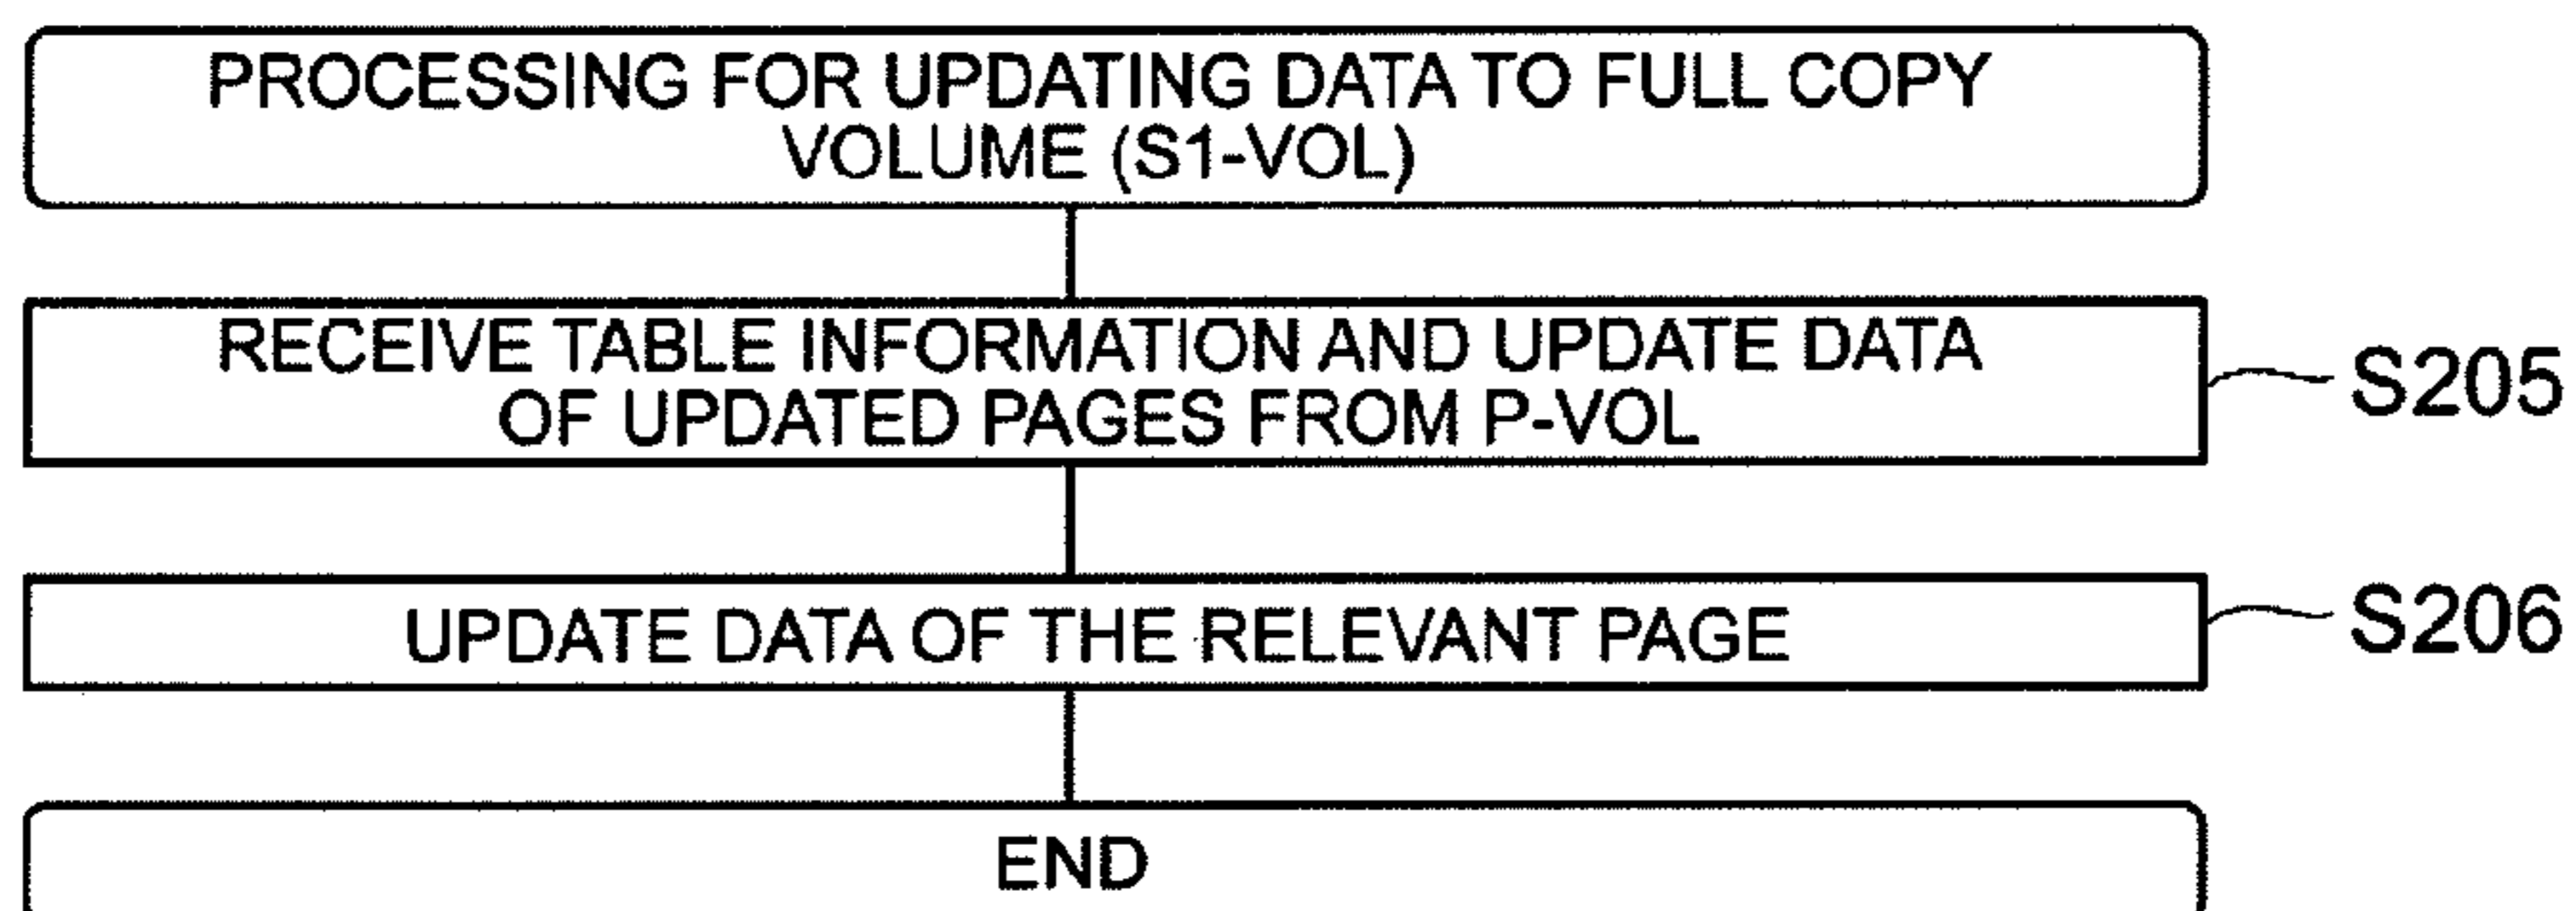 PROCESSING FOR UPDATING DATA TO FULL COPY
VOLUME (S1-VOL)
RECEIVE TABLE INFORMATION AND UPDATE DATA
OF UPDATED PAGES FROM P-VOL
S205
UPDATE DATA OF THE RELEVANT PAGE
S206
END